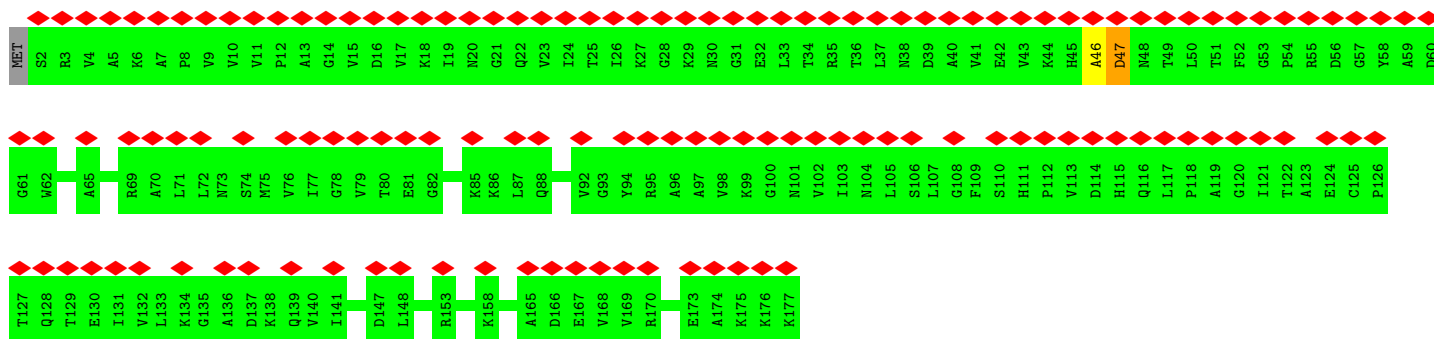 MET S2 R3 V4 A5 K6 A7 P8 V9 V10 V11 P12 A13 G14 V15 D16 V17 K18 I19 N20 G21 Q22 V23 I24 T25 I26 K27 G28 K29 N30 G31 E32 L33 T34 R35 T36 L37 N38 D39 A40 V41 E42 V43 K44 H45 A46 D47 N48 T49 L50 T51 F52 G53 P54 R55 D56 G57 Y58 A59 D60
G61 W62 A65 R69 A70 L71 L72 N73 S74 M75 V76 I77 G78 V79 T80 E81 G82 K85 K86 L87 Q88 V92 G93 Y94 R95 A96 A97 V98 K99 G100 N101 V102 I103 N104 L105 S106 L107 G108 F109 S110 H111 P112 V113 D114 H115 Q116 L117 P118 A119 G120 I121 T122 A123 E124 C125 P126
T127 Q128 T129 E130 I131 V132 L133 K134 G135 A136 D137 K138 Q139 V140 I141 D147 L148 R153 K158 A165 D166 E167 V168 V169 R170 E173 A174 K175 K176 K177